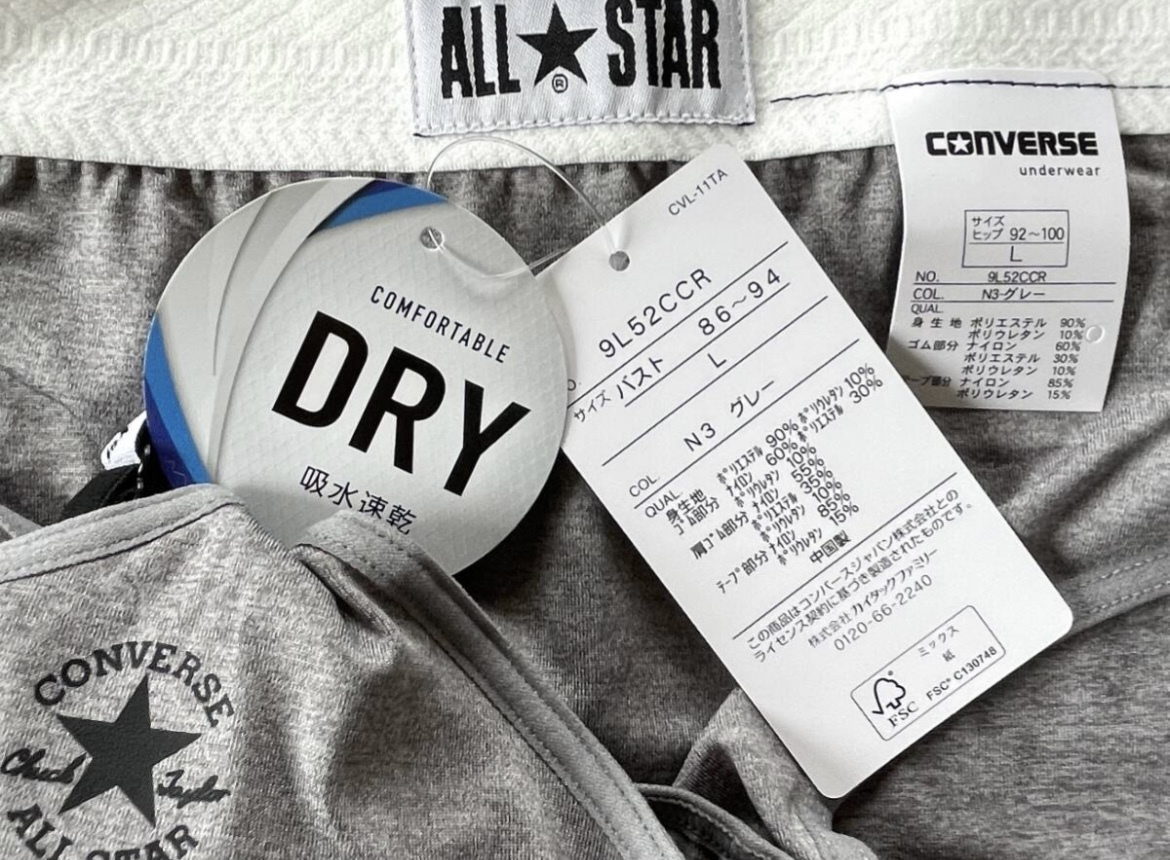 ALL★STAR
®
COMFORTABLE
DRY
吸水速乾
CVL-11TA
9L52CCR
サイズ バスト 86～94
L
COL. N3 グレー
QUAL.
身生地 ﾎﾟﾘｴｽﾃﾙ 90% ﾎﾟﾘｳﾚﾀﾝ 10%
ｺﾞﾑ部分 ﾅｲﾛﾝ 60% ﾎﾟﾘｴｽﾃﾙ 30%
ﾎﾟﾘｳﾚﾀﾝ 10%
肩ｺﾞﾑ部分 ﾅｲﾛﾝ 55%
ﾎﾟﾘｴｽﾃﾙ 35%
ﾎﾟﾘｳﾚﾀﾝ 10%
ﾃｰﾌﾟ部分 ﾅｲﾛﾝ 85%
ﾎﾟﾘｳﾚﾀﾝ 15%
中国製
この商品はコンバースジャパン株式会社との
ライセンス契約に基づき製造されたものです。
株式会社カイタックファミリー
0120-66-2240
ミックス
紙
FSC
FSC® C130748
CONVERSE
underwear
サイズ
ヒップ 92～100
L
NO. 9L52CCR
COL. N3-グレー
QUAL.
身生地 ポリエステル 90%
ポリウレタン 10%
ゴム部分 ナイロン 60%
ポリエステル 30%
ポリウレタン 10%
ープ部分 ナイロン 85%
ポリウレタン 15%
CONVERSE
Chuck Taylor
ALL STAR